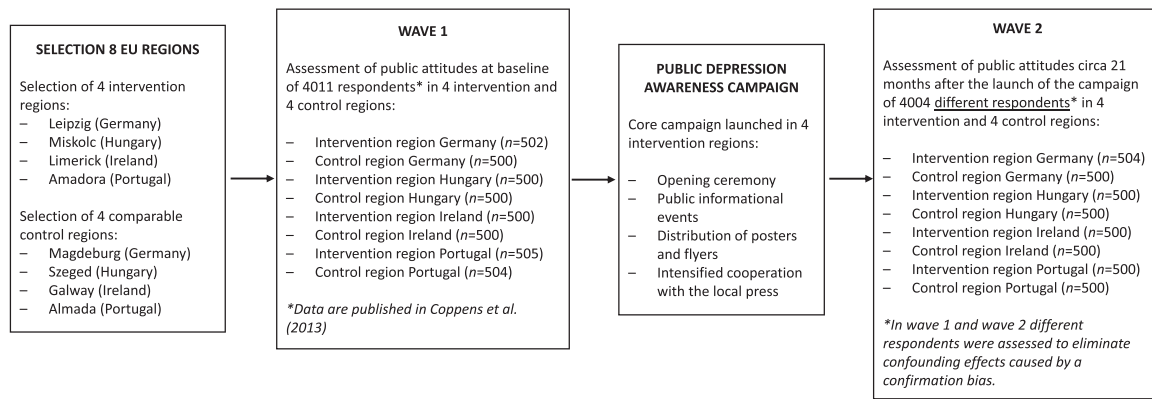 SELECTION 8 EU REGIONS
Selection of 4 intervention
regions:
– Leipzig (Germany)
– Miskolc (Hungary)
– Limerick (Ireland)
– Amadora (Portugal)
Selection of 4 comparable
control regions:
– Magdeburg (Germany)
– Szeged (Hungary)
– Galway (Ireland)
– Almada (Portugal)
WAVE 1
Assessment of public attitudes at baseline
of 4011 respondents* in 4 intervention and
4 control regions:
– Intervention region Germany (n=502)
– Control region Germany (n=500)
– Intervention region Hungary (n=500)
– Control region Hungary (n=500)
– Intervention region Ireland (n=500)
– Control region Ireland (n=500)
– Intervention region Portugal (n=505)
– Control region Portugal (n=504)
*Data are published in Coppens et al.
(2013)
PUBLIC DEPRESSION
AWARENESS CAMPAIGN
Core campaign launched in 4
intervention regions:
– Opening ceremony
– Public informational
events
– Distribution of posters
and flyers
– Intensified cooperation
with the local press
WAVE 2
Assessment of public attitudes circa 21
months after the launch of the campaign
of 4004 different respondents* in 4
intervention and 4 control regions:
– Intervention region Germany (n=504)
– Control region Germany (n=500)
– Intervention region Hungary (n=500)
– Control region Hungary (n=500)
– Intervention region Ireland (n=500)
– Control region Ireland (n=500)
– Intervention region Portugal (n=500)
– Control region Portugal (n=500)
*In wave 1 and wave 2 different
respondents were assessed to eliminate
confounding effects caused by a
confirmation bias.